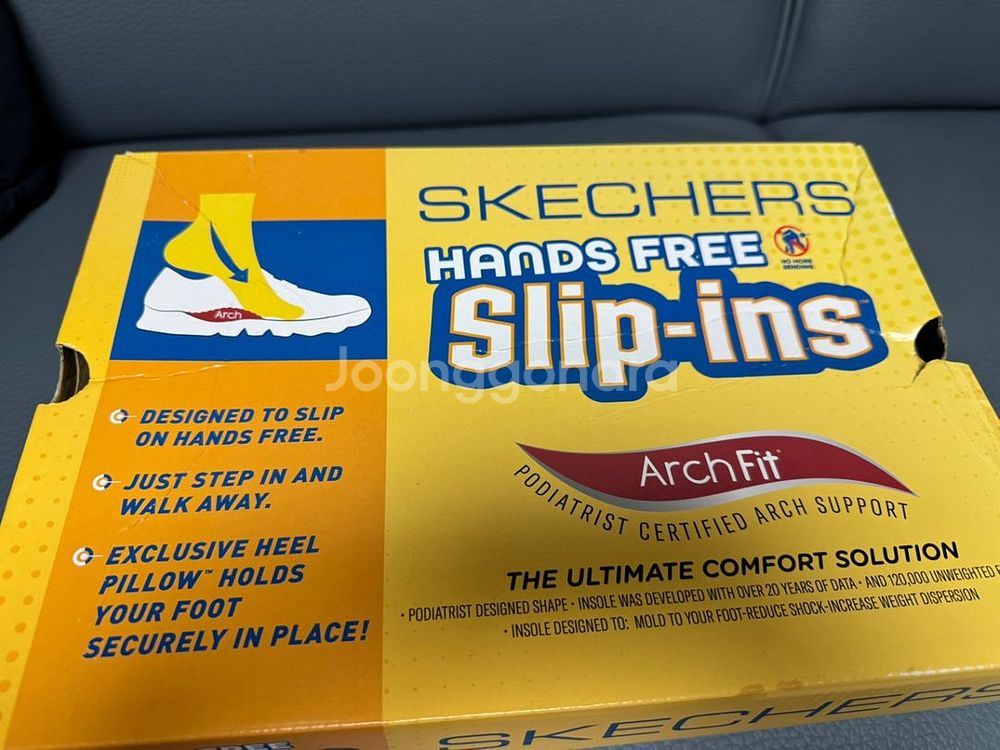 SKECHERS
HANDS FREE
NO MORE
BENDING
Slip-ins™
Arch
Joonggonara
DESIGNED TO SLIP
ON HANDS FREE.
JUST STEP IN AND
WALK AWAY.
EXCLUSIVE HEEL
PILLOW™ HOLDS
YOUR FOOT
SECURELY IN PLACE!
ArchFit
PODIATRIST CERTIFIED ARCH SUPPORT
THE ULTIMATE COMFORT SOLUTION
• PODIATRIST DESIGNED SHAPE • INSOLE WAS DEVELOPED WITH OVER 20 YEARS OF DATA • AND 120,000 UNWEIGHTED
• INSOLE DESIGNED TO: MOLD TO YOUR FOOT-REDUCE SHOCK-INCREASE WEIGHT DISPERSION
SKECHERS
FREE